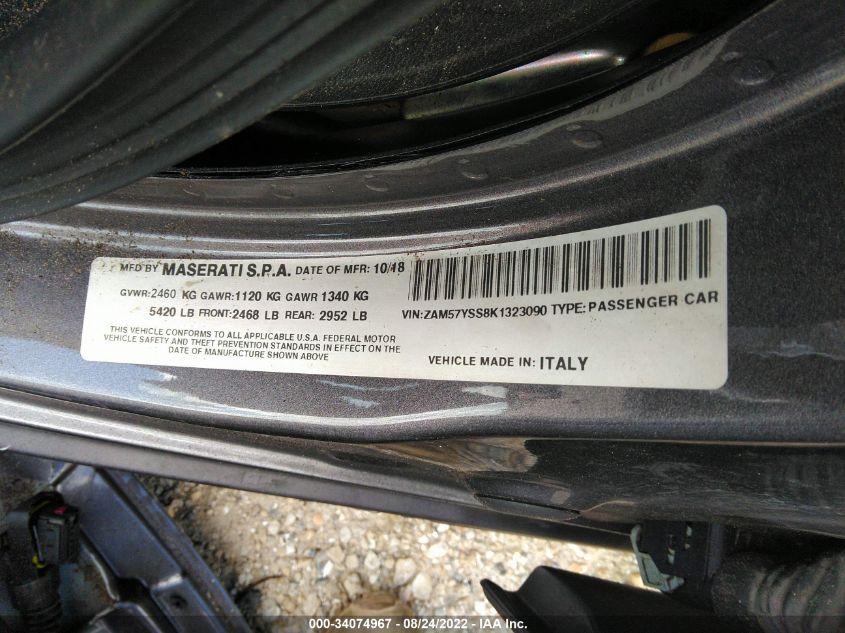 MFD BY MASERATI S.P.A. DATE OF MFR: 10/18
GVWR:2460 KG GAWR:1120 KG GAWR 1340 KG
5420 LB FRONT:2468 LB REAR: 2952 LB
THIS VEHICLE CONFORMS TO ALL APPLICABLE U.S.A. FEDERAL MOTOR
VEHICLE SAFETY AND THEFT PREVENTION STANDARDS IN EFFECT ON THE
DATE OF MANUFACTURE SHOWN ABOVE
VIN:ZAM57YSS8K1323090 TYPE:PASSENGER CAR
VEHICLE MADE IN: ITALY
000-34074967 - 08/24/2022 - IAA Inc.